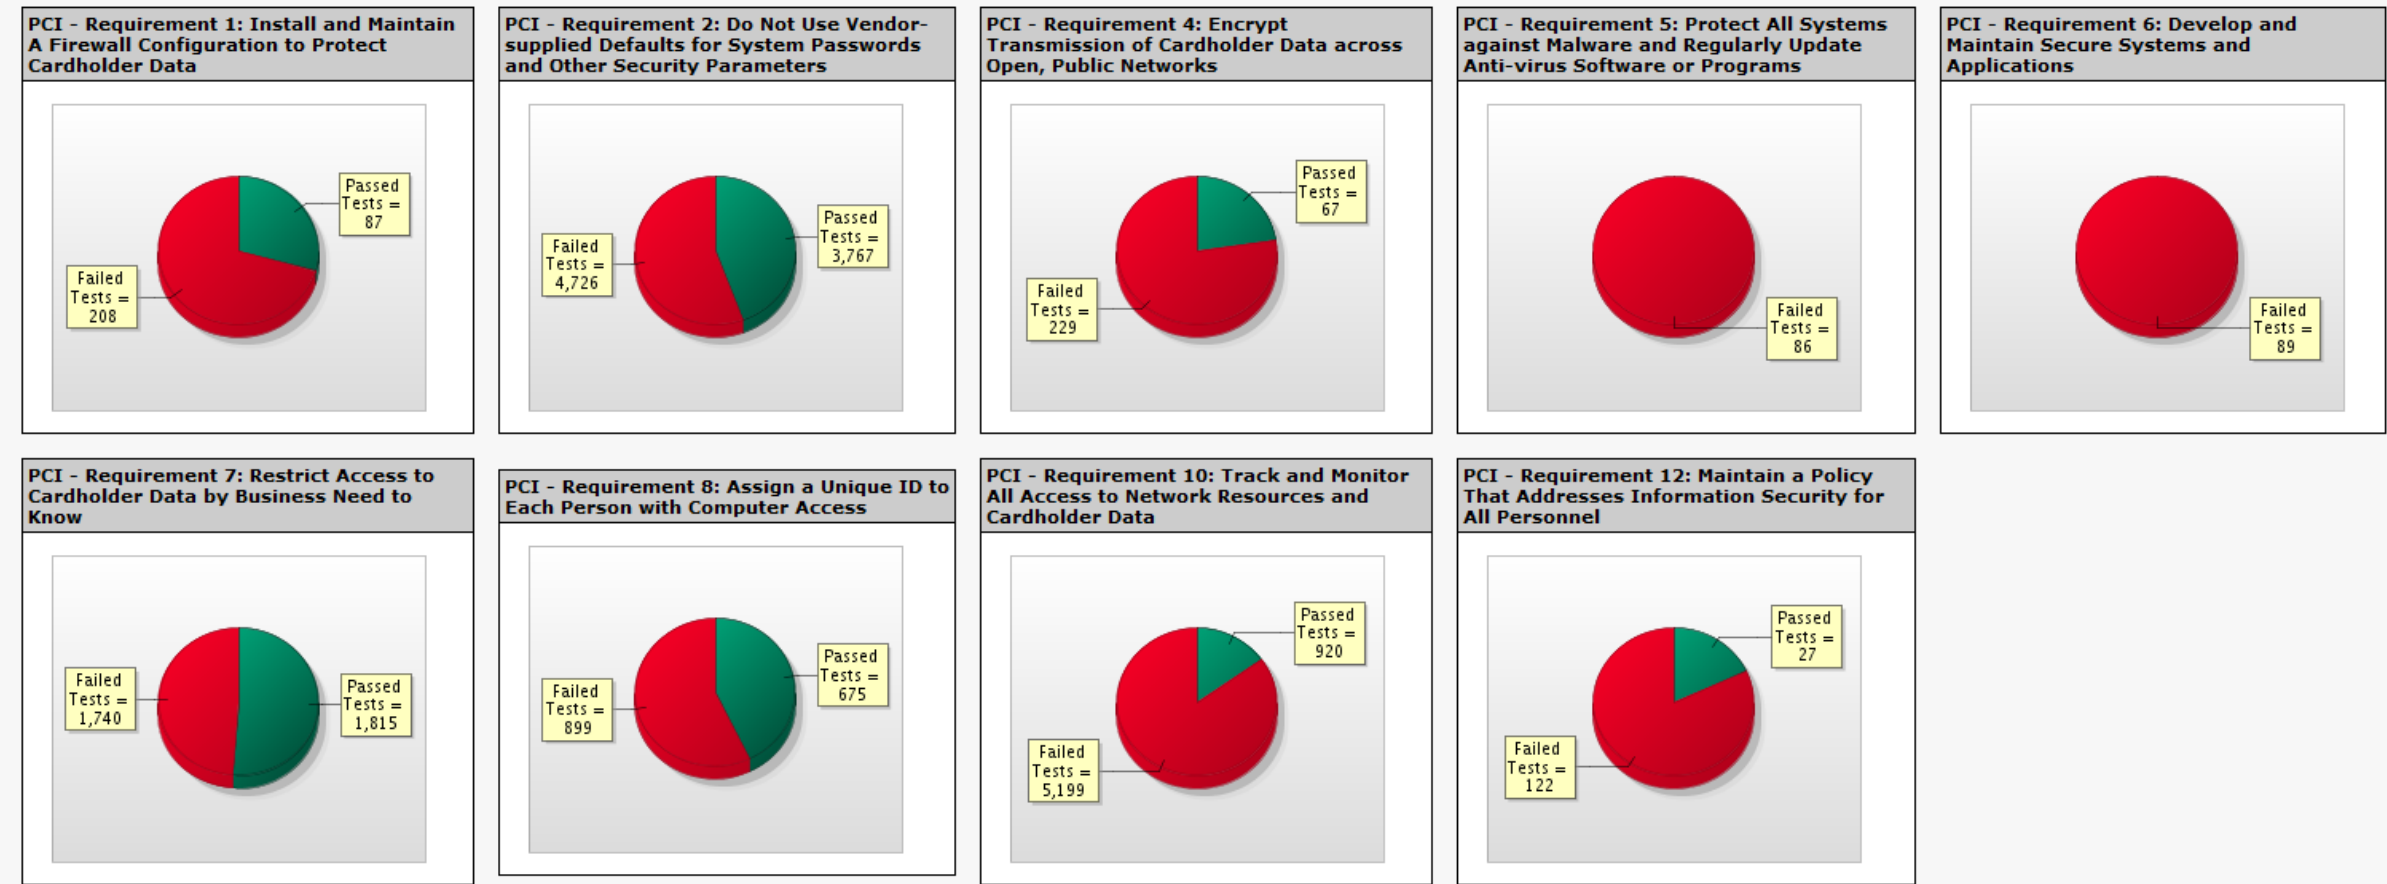 PCI - Requirement 1: Install and Maintain
A Firewall Configuration to Protect
Cardholder Data
Passed
Tests =
87
Failed
Tests =
208
PCI - Requirement 2: Do Not Use Vendor-
supplied Defaults for System Passwords
and Other Security Parameters
Passed
Tests =
3,767
Failed
Tests =
4,726
PCI - Requirement 4: Encrypt
Transmission of Cardholder Data across
Open, Public Networks
Passed
Tests =
67
Failed
Tests =
229
PCI - Requirement 5: Protect All Systems
against Malware and Regularly Update
Anti-virus Software or Programs
Failed
Tests =
86
PCI - Requirement 6: Develop and
Maintain Secure Systems and
Applications
Failed
Tests =
89
PCI - Requirement 7: Restrict Access to
Cardholder Data by Business Need to
Know
Failed
Tests =
1,740
Passed
Tests =
1,815
PCI - Requirement 8: Assign a Unique ID to
Each Person with Computer Access
Passed
Tests =
675
Failed
Tests =
899
PCI - Requirement 10: Track and Monitor
All Access to Network Resources and
Cardholder Data
Passed
Tests =
920
Failed
Tests =
5,199
PCI - Requirement 12: Maintain a Policy
That Addresses Information Security for
All Personnel
Passed
Tests =
27
Failed
Tests =
122